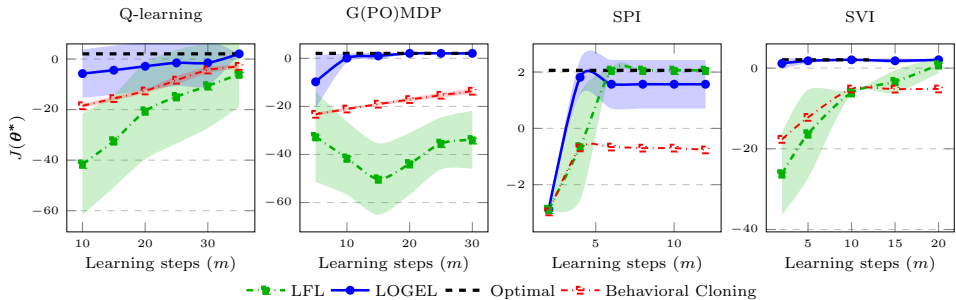 Q-learning
G(PO)MDP
SPI
SVI
J(θ*)
0
−20
−40
−60
10
20
30
Learning steps (m)
0
−20
−40
−60
10
20
30
Learning steps (m)
2
0
−2
5
10
Learning steps (m)
0
−20
−40
5
10
15
20
Learning steps (m)
LFL
LOGEL
Optimal
Behavioral Cloning